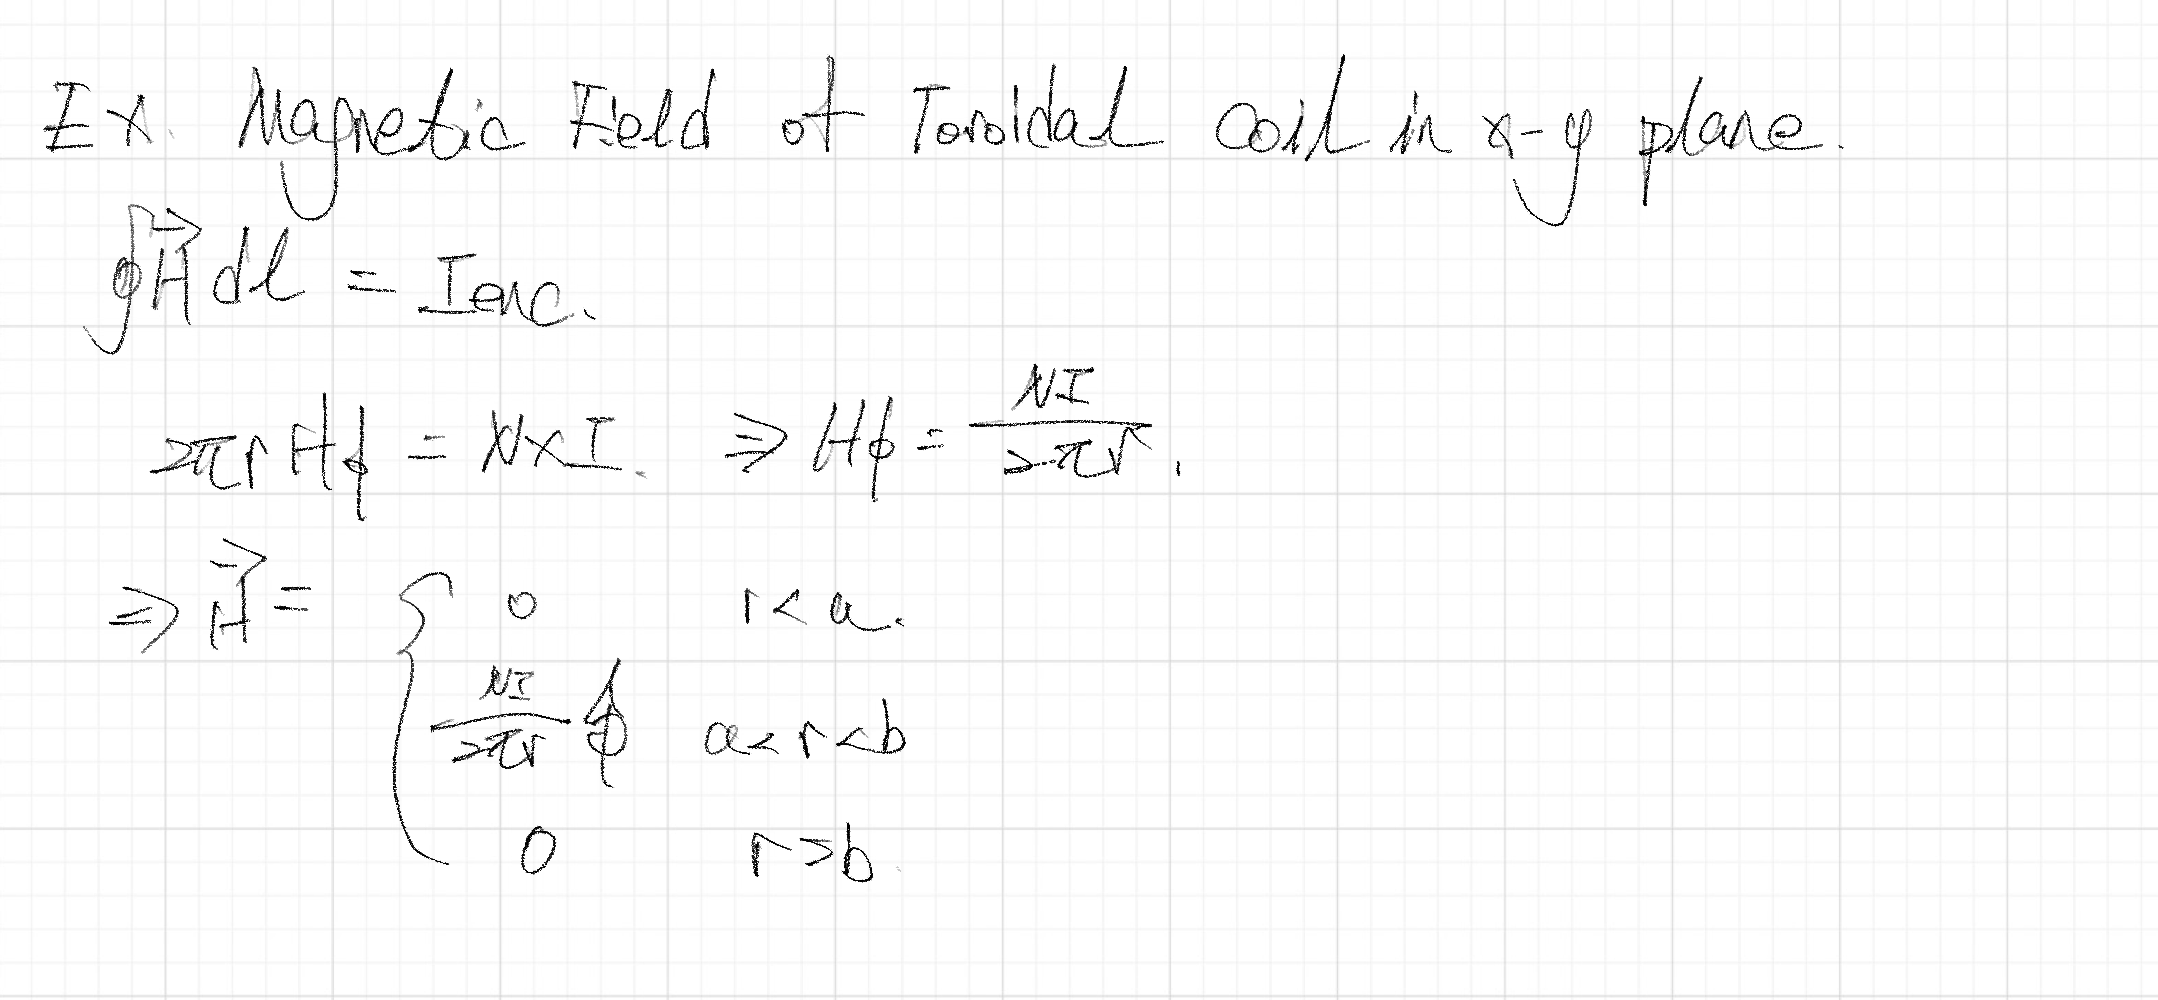 Ex. Magnetic Field of Toroidal Coil in x-y plane.
∮H⃗ dl = Ienc.
2πr Hϕ = N×I. ⇒ Hϕ = NI/2πr.
⇒ H⃗ = { 0 r < a.
NI/2πr ϕ̂ a < r < b
0 r > b.